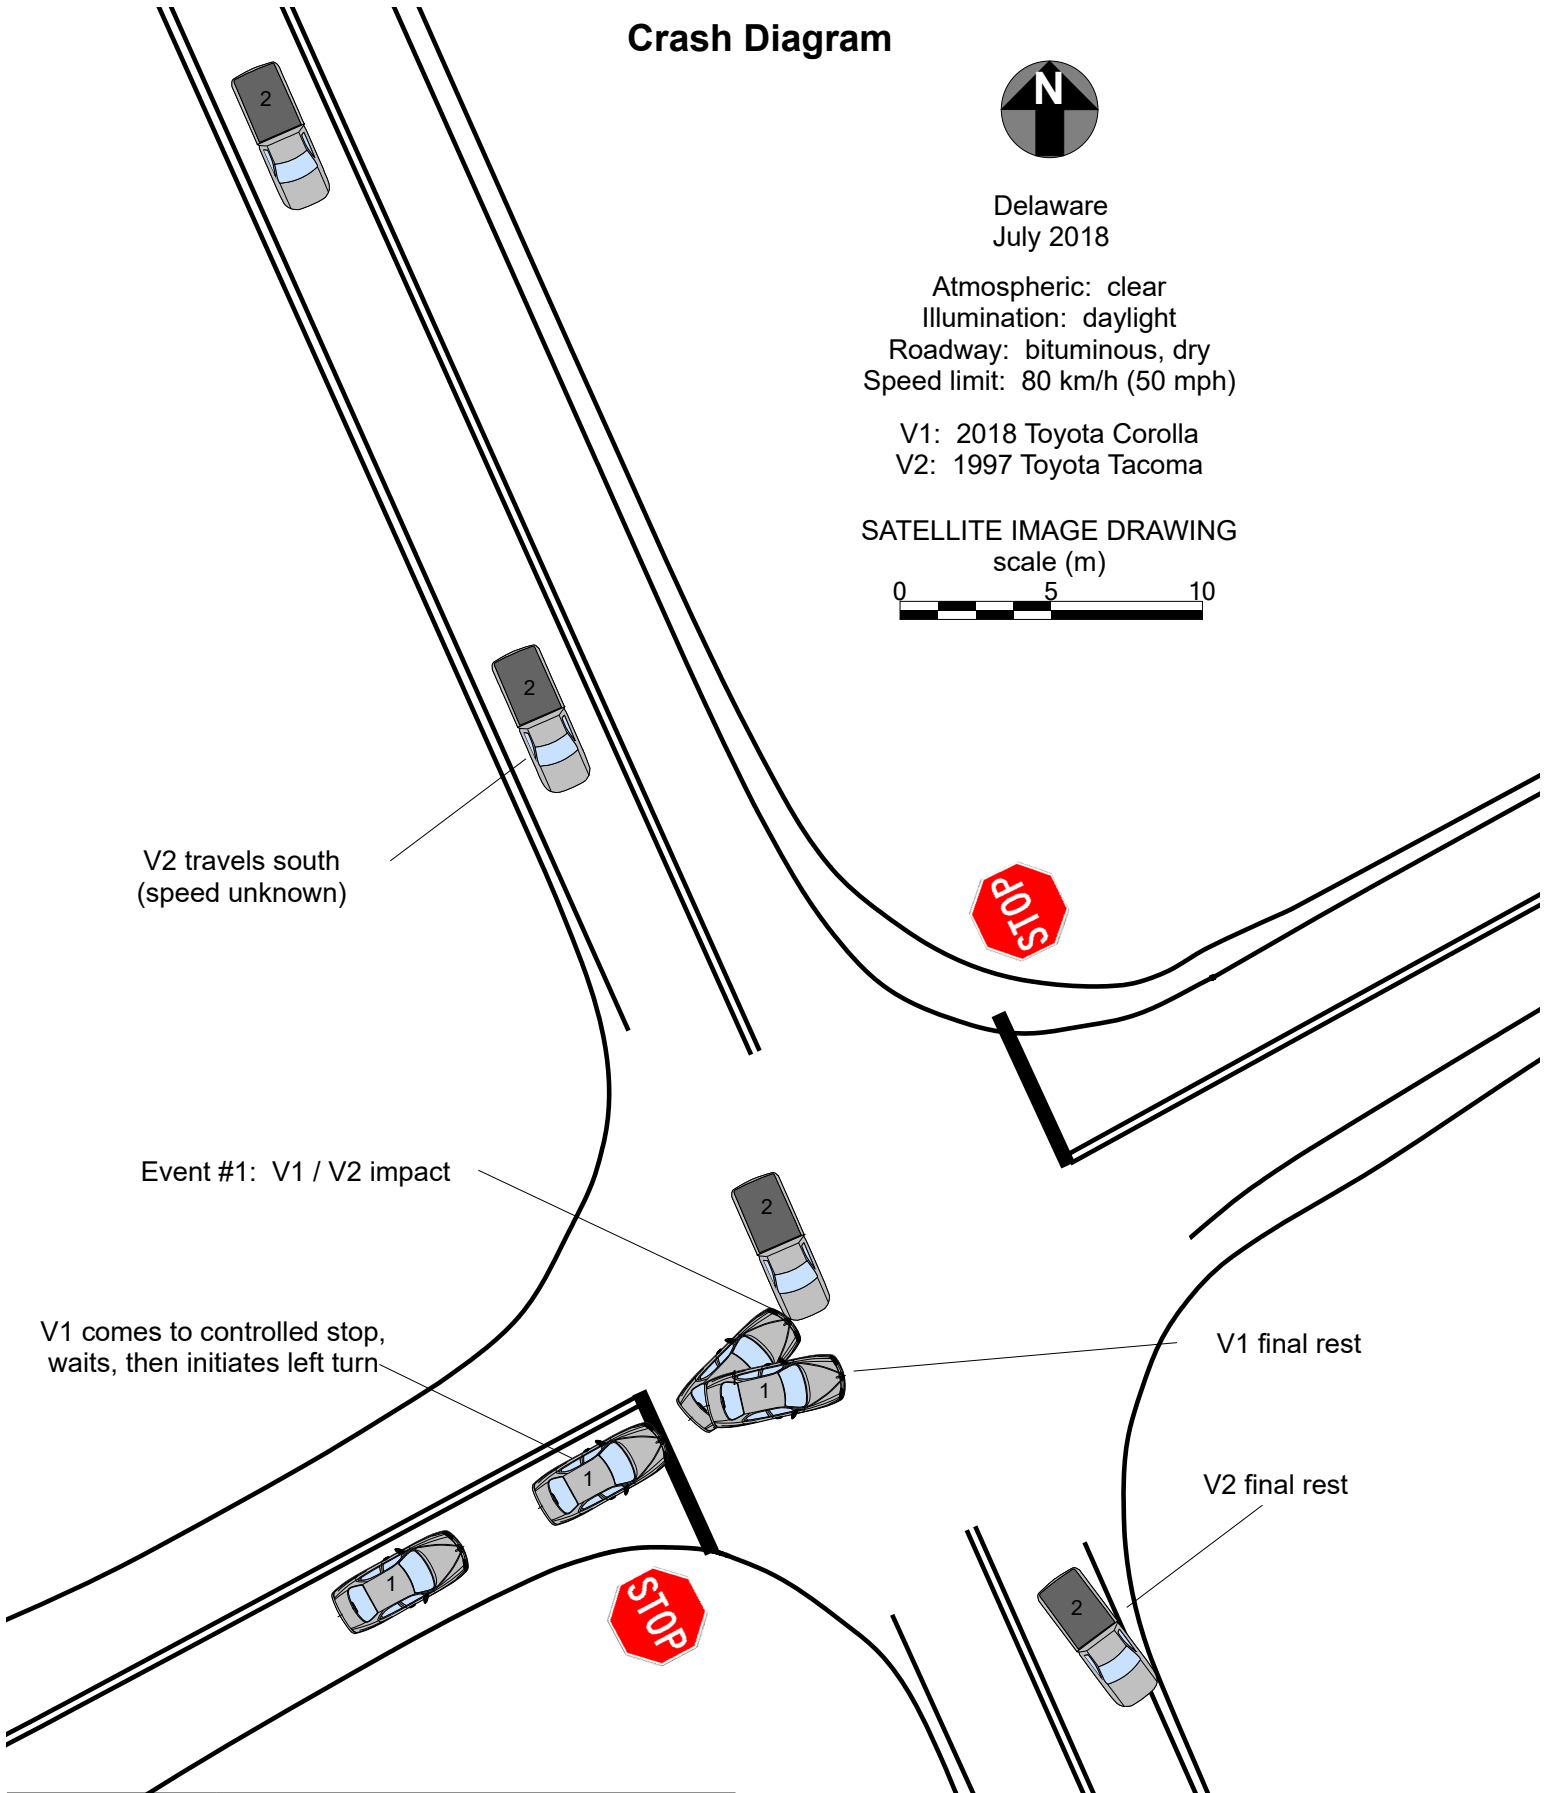 Crash Diagram
2
N
Delaware
July 2018
Atmospheric: clear
Illumination: daylight
Roadway: bituminous, dry
Speed limit: 80 km/h (50 mph)
V1: 2018 Toyota Corolla
V2: 1997 Toyota Tacoma
SATELLITE IMAGE DRAWING
scale (m)
0 5 10
2
V2 travels south
(speed unknown)
STOP
Event #1: V1 / V2 impact
2
V1 comes to controlled stop,
waits, then initiates left turn
V1 final rest
1
1
V2 final rest
1
STOP
2